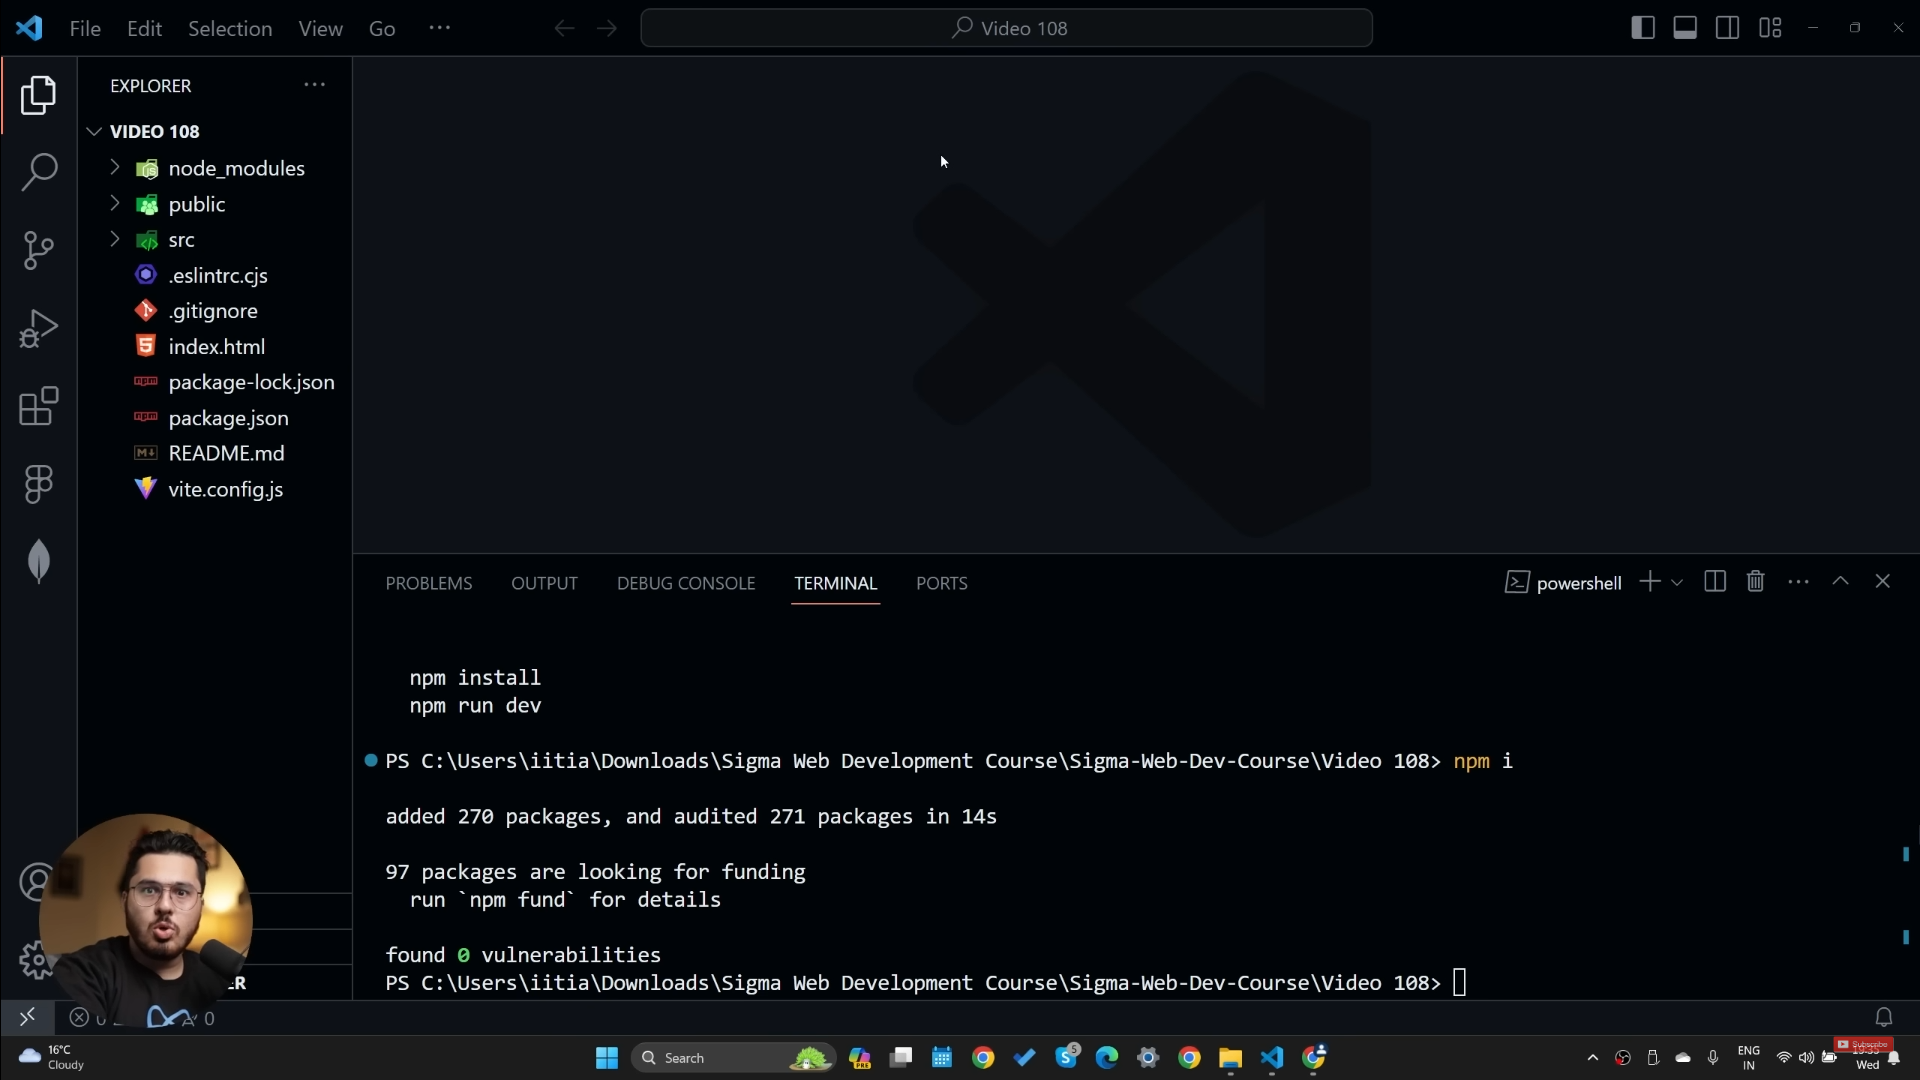 File Edit Selection View Go ···
Video 108
EXPLORER
VIDEO 108
node_modules
public
src
.eslintrc.cjs
.gitignore
index.html
package-lock.json
package.json
README.md
vite.config.js
PROBLEMS OUTPUT DEBUG CONSOLE TERMINAL PORTS
powershell
npm install
npm run dev
PS C:\Users\iitia\Downloads\Sigma Web Development Course\Sigma-Web-Dev-Course\Video 108> npm i
added 270 packages, and audited 271 packages in 14s
97 packages are looking for funding
run `npm fund` for details
found 0 vulnerabilities
PS C:\Users\iitia\Downloads\Sigma Web Development Course\Sigma-Web-Dev-Course\Video 108>
ER
0
16°C
Cloudy
Search
PRE
5
ENG
IN
Subscribe
Wed